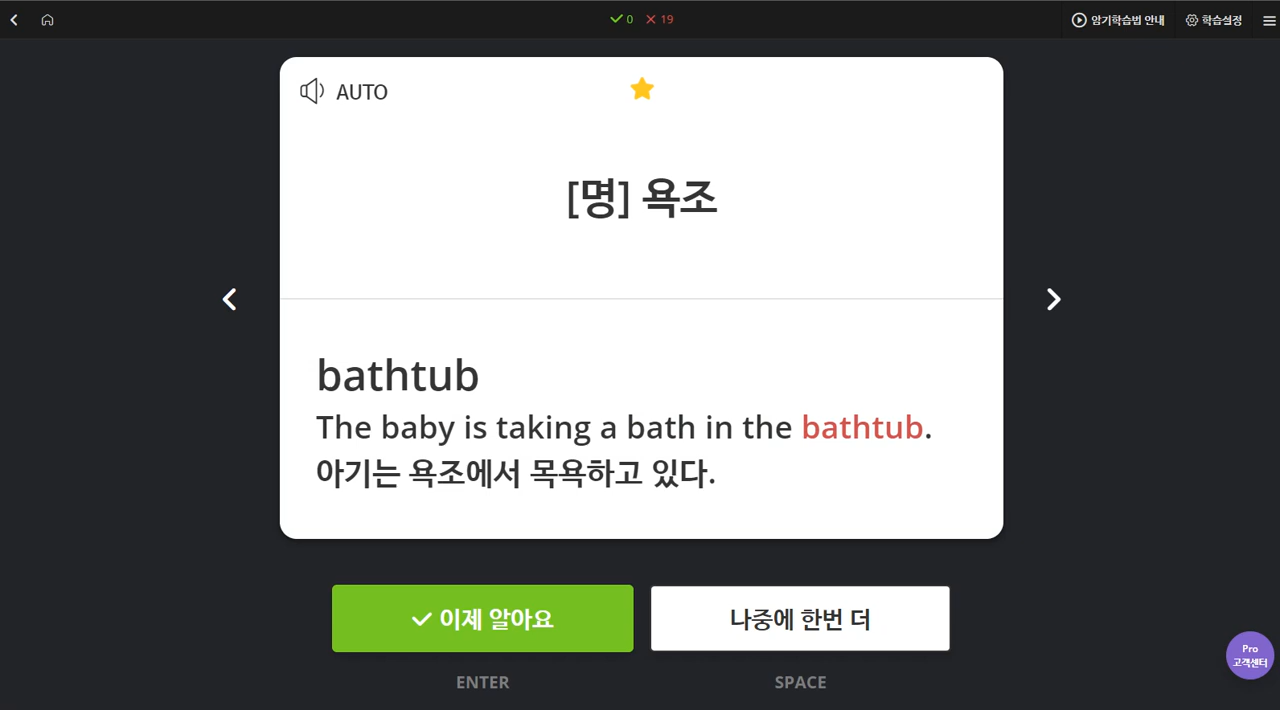 0 19 암기학습법 안내 학습설정
AUTO
[명] 욕조
bathtub
The baby is taking a bath in the bathtub.
아기는 욕조에서 목욕하고 있다.
이제 알아요 나중에 한번 더
ENTER SPACE
Pro
고객센터